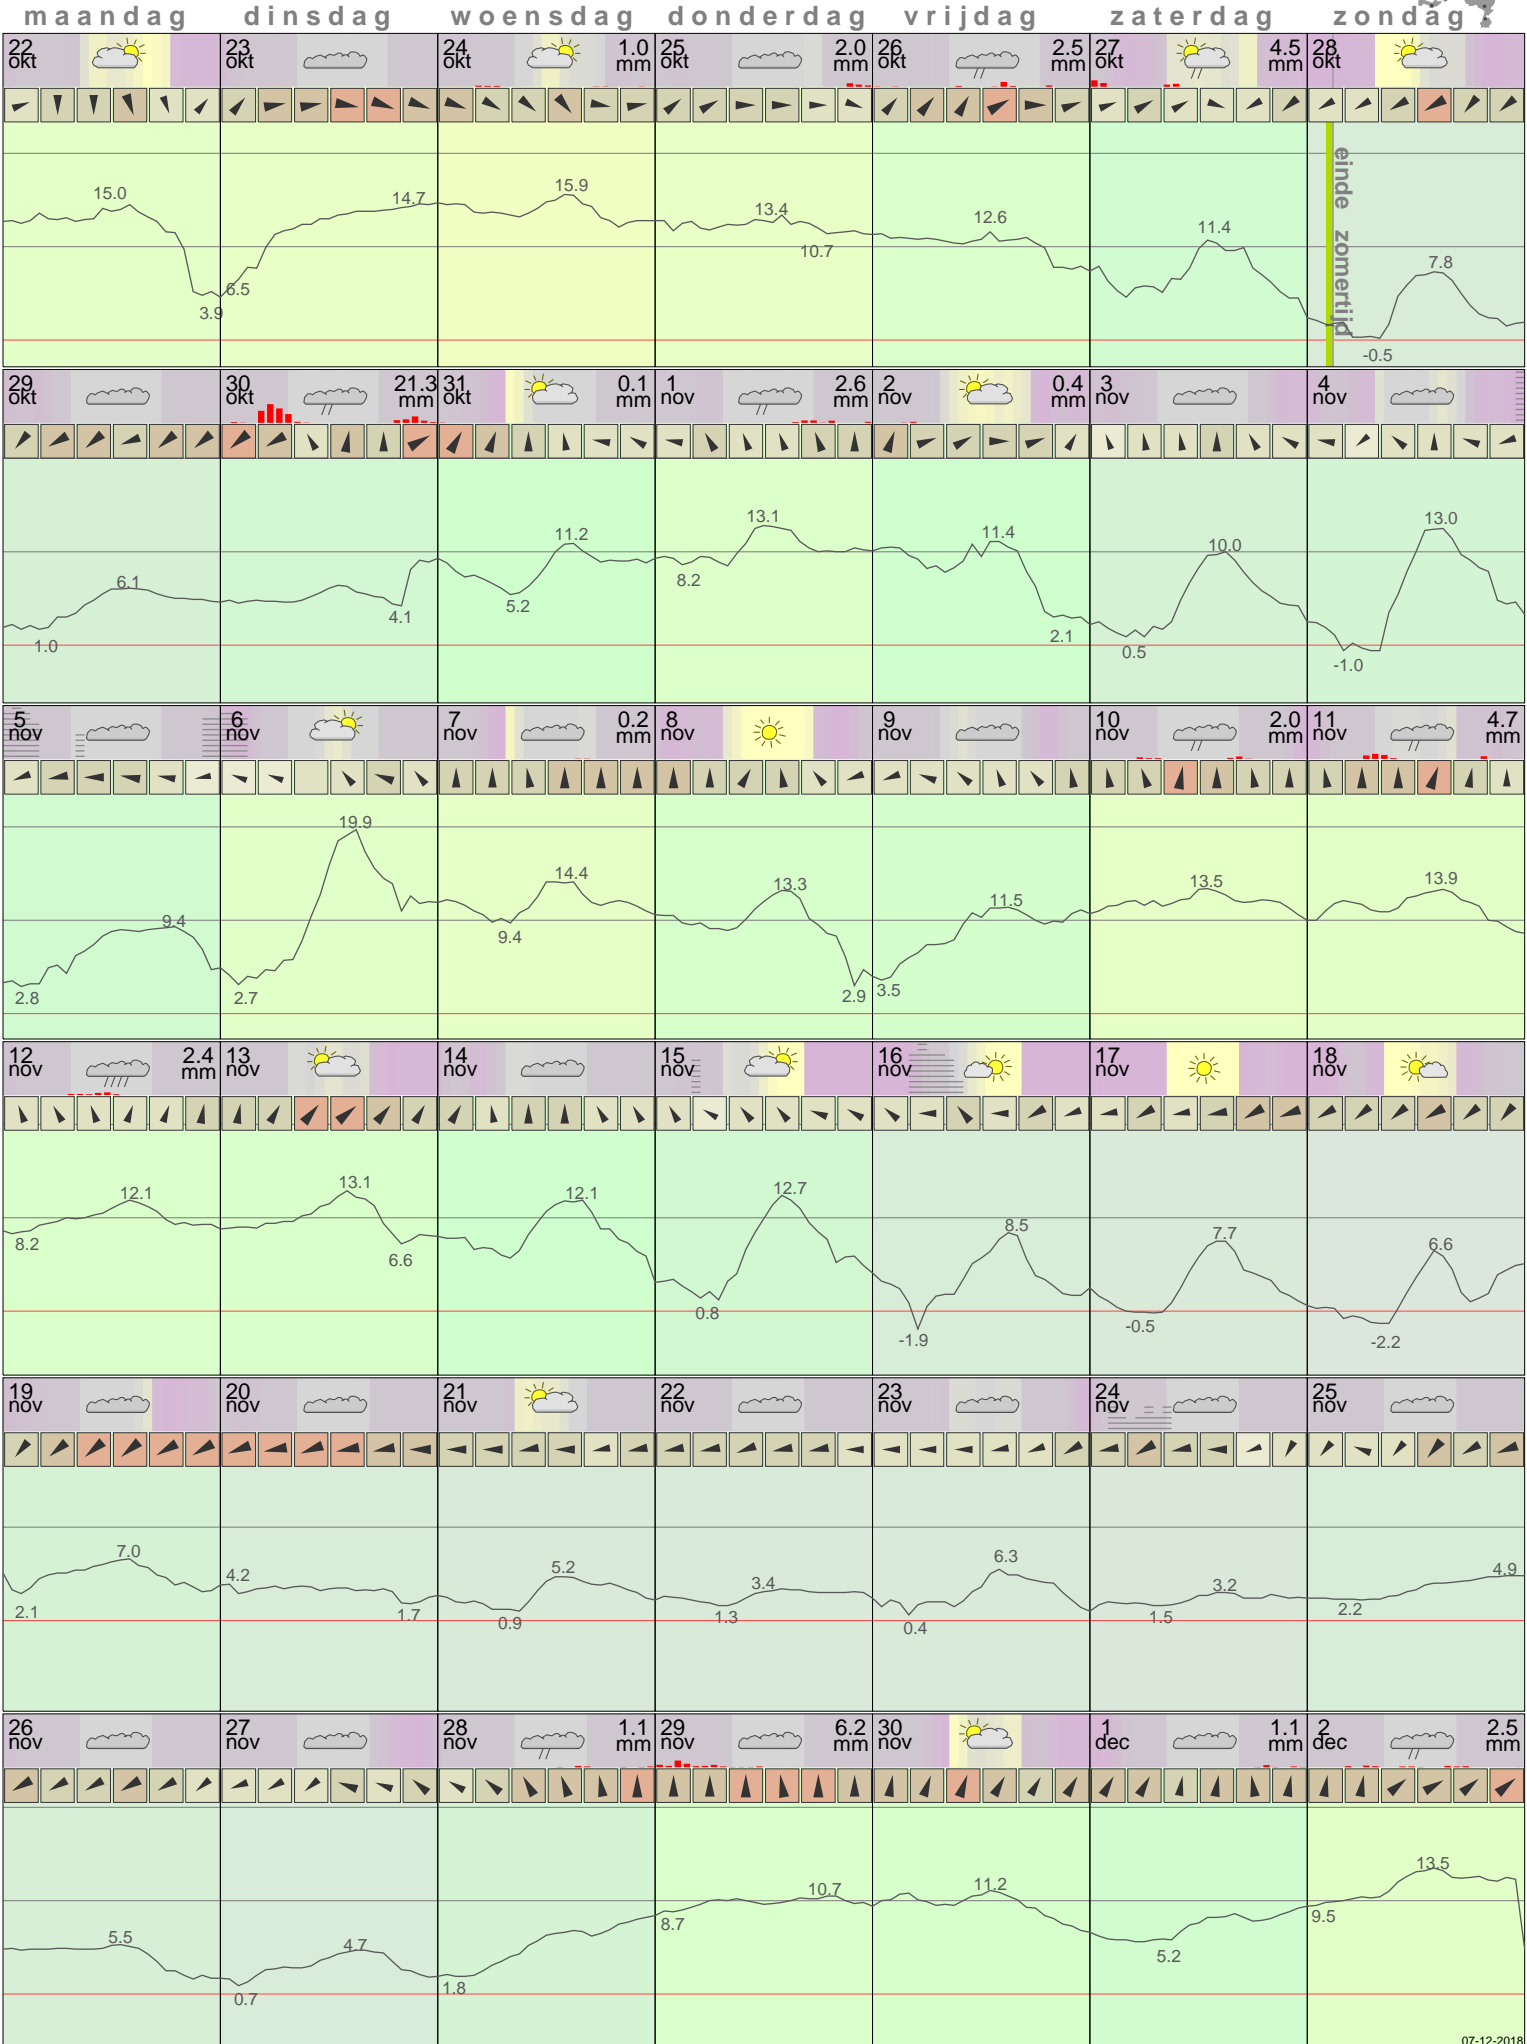 maandag dinsdag woensdag donderdag vrijdag zaterdag zondag
22 okt 23 okt 24 okt 1.0 mm 25 okt 2.0 mm 26 okt 2.5 mm 27 okt 4.5 mm 28 okt
einde zomertijd
15.0 3.9 6.5 14.7 15.9 13.4 10.7 12.6 11.4 7.8 -0.5
29 okt 30 okt 21.3 mm 31 okt 0.1 mm 1 nov 2.6 mm 2 nov 0.4 mm 3 nov 4 nov
1.0 6.1 4.1 5.2 11.2 8.2 13.1 11.4 2.1 0.5 10.0 -1.0 13.0
5 nov 6 nov 7 nov 0.2 mm 8 nov 9 nov 10 nov 2.0 mm 11 nov 4.7 mm
2.8 9.4 2.7 19.9 9.4 14.4 13.3 2.9 3.5 11.5 13.5 13.9
12 nov 2.4 mm 13 nov 14 nov 15 nov 16 nov 17 nov 18 nov
8.2 12.1 13.1 6.6 12.1 0.8 12.7 -1.9 8.5 -0.5 7.7 -2.2 6.6
19 nov 20 nov 21 nov 22 nov 23 nov 24 nov 25 nov
2.1 7.0 4.2 1.7 0.9 5.2 1.3 3.4 0.4 6.3 1.5 3.2 2.2 4.9
26 nov 27 nov 28 nov 1.1 mm 29 nov 6.2 mm 30 nov 1 dec 1.1 mm 2 dec 2.5 mm
5.5 0.7 4.7 1.8 8.7 10.7 11.2 5.2 9.5 13.5
07-12-2018